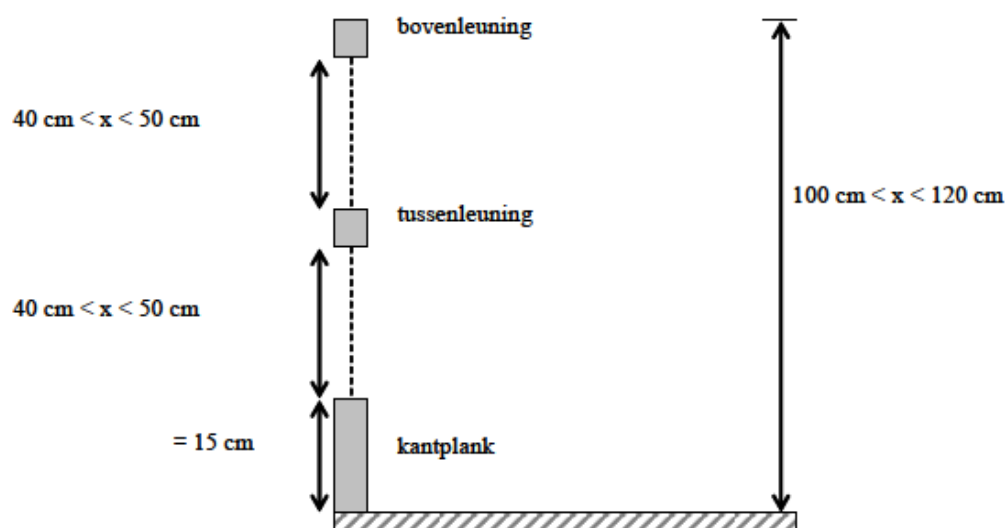 bovenleuning
40 cm < x < 50 cm
100 cm < x < 120 cm
tussenleuning
40 cm < x < 50 cm
= 15 cm
kantplank